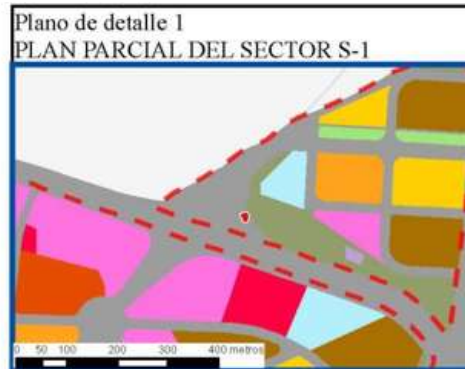 Plano de detalle 1
PLAN PARCIAL DEL SECTOR S-1
0 50 100 200 300 400 metros